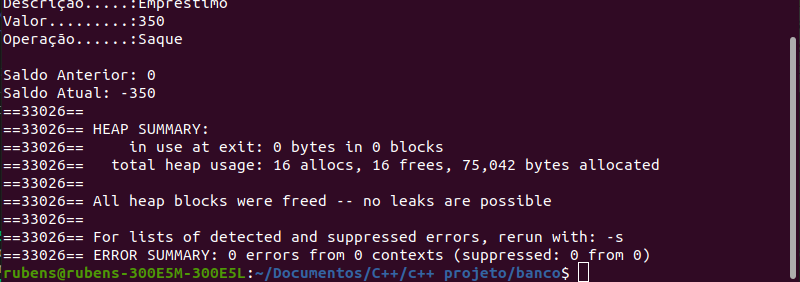 Descrição.....:Emprestimo
Valor.........:350
Operação......:Saque
Saldo Anterior: 0
Saldo Atual: -350
==33026==
==33026== HEAP SUMMARY:
==33026==     in use at exit: 0 bytes in 0 blocks
==33026==   total heap usage: 16 allocs, 16 frees, 75,042 bytes allocated
==33026==
==33026== All heap blocks were freed -- no leaks are possible
==33026==
==33026== For lists of detected and suppressed errors, rerun with: -s
==33026== ERROR SUMMARY: 0 errors from 0 contexts (suppressed: 0 from 0)
rubens@rubens-300E5M-300E5L:~/Documentos/C++/c++ projeto/banco$